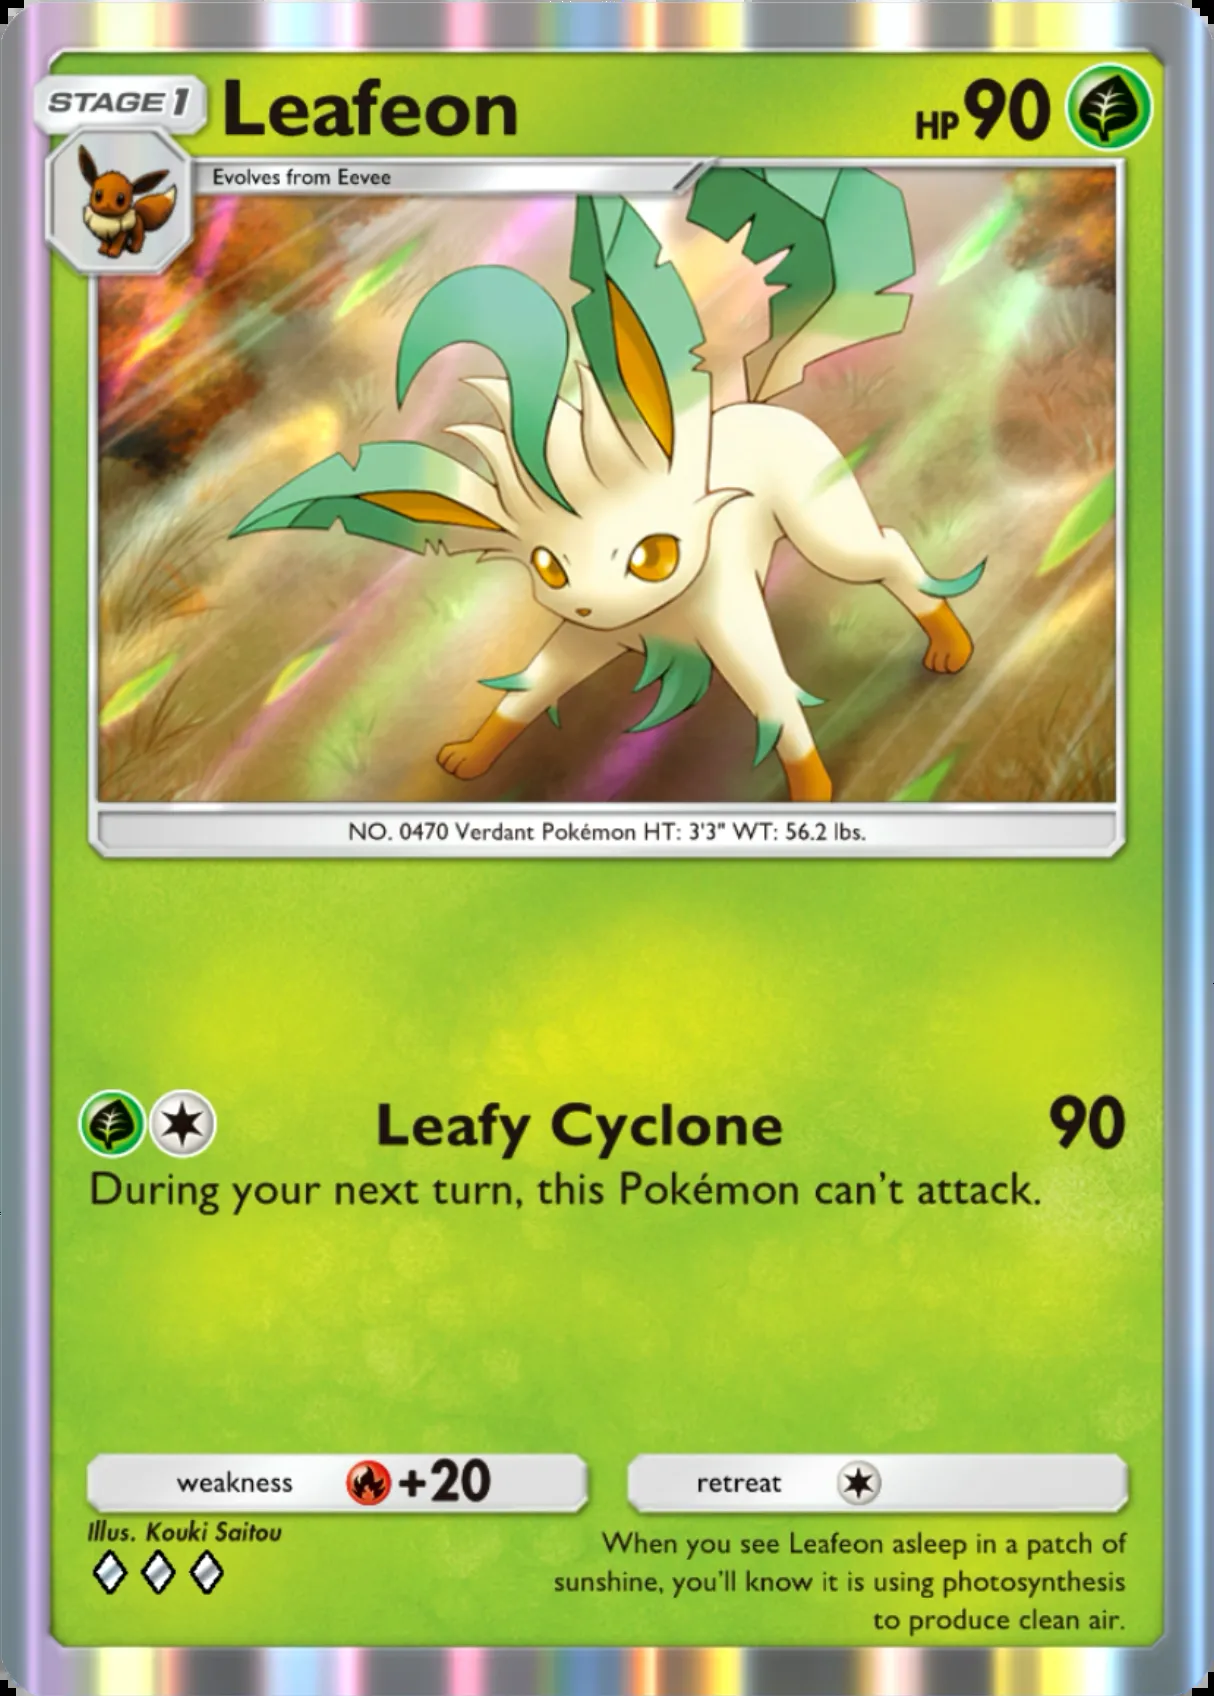 STAGE 1
Leafeon
HP 90
Evolves from Eevee
NO. 0470 Verdant Pokémon HT: 3'3" WT: 56.2 lbs.
Leafy Cyclone 90
During your next turn, this Pokémon can't attack.
weakness +20
retreat
Illus. Kouki Saitou
When you see Leafeon asleep in a patch of
sunshine, you'll know it is using photosynthesis
to produce clean air.